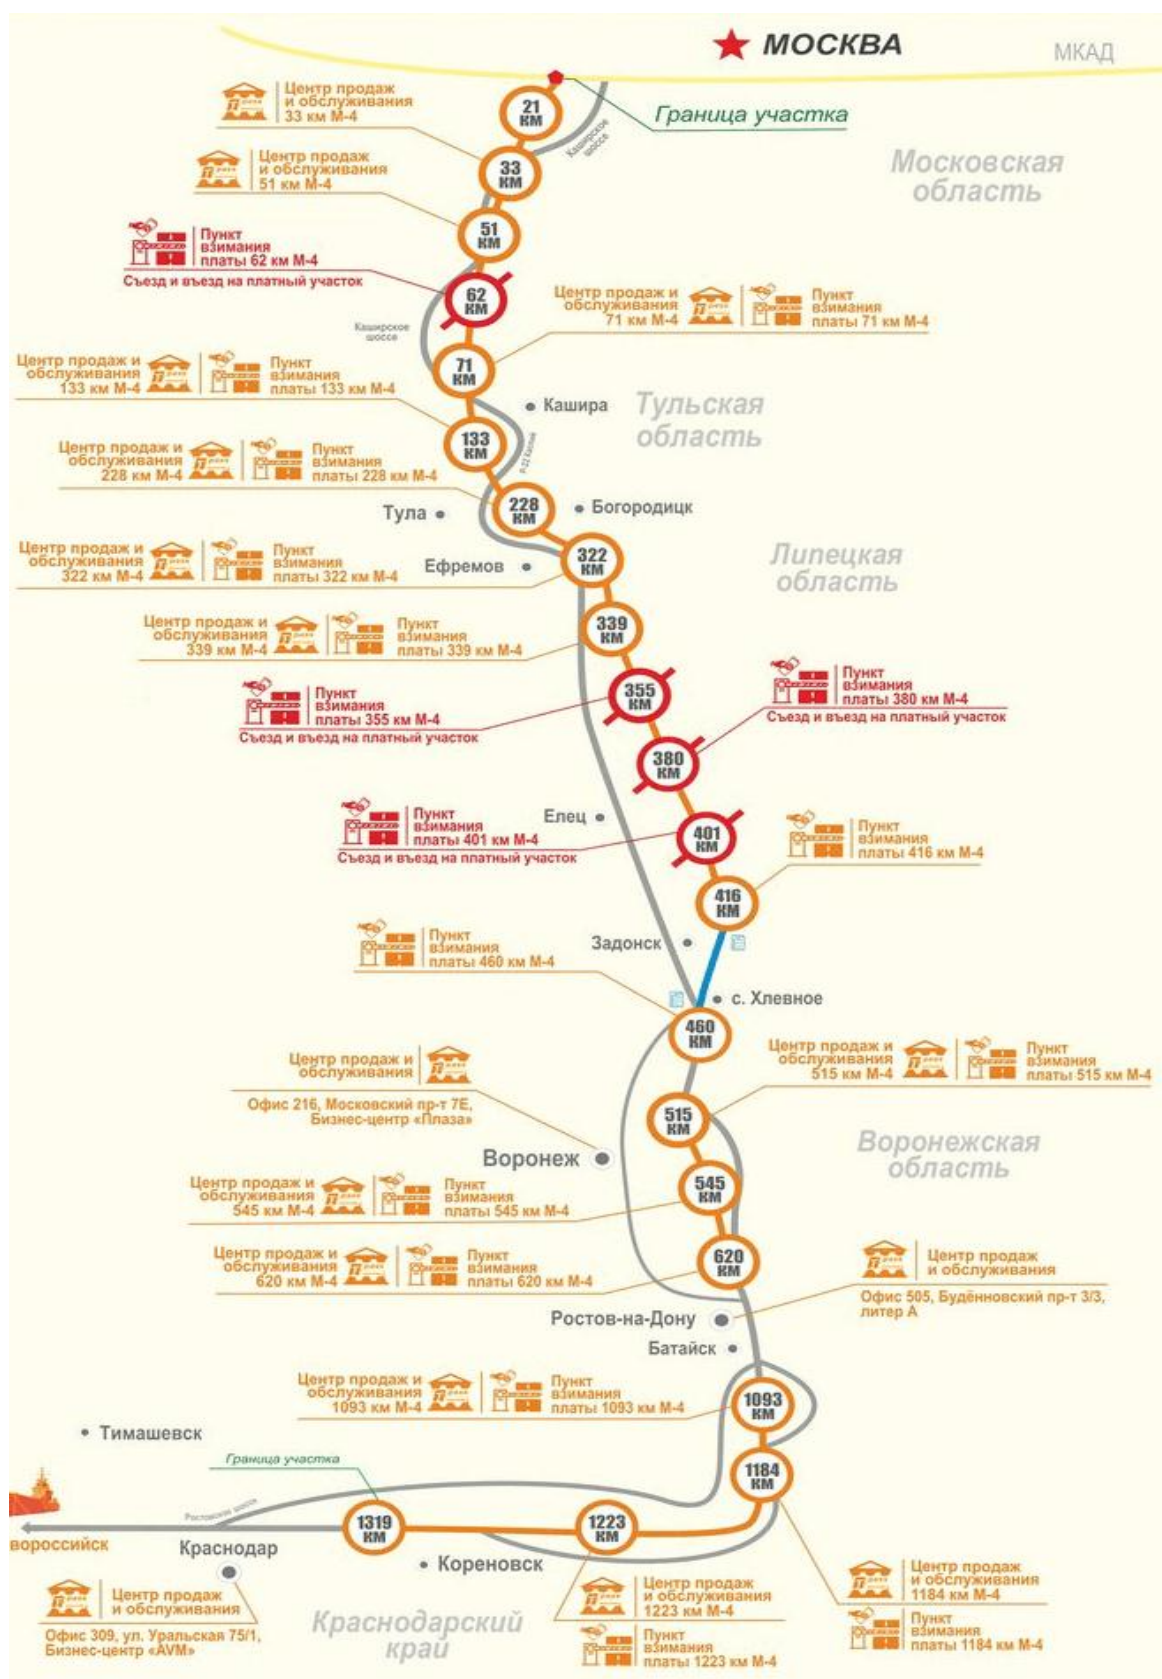 МОСКВА
МКАД
21
КМ
Граница участка
Каширское
шоссе
Центр продаж
и обслуживания
33 км М-4
33
КМ
Московская
область
Центр продаж
и обслуживания
51 км М-4
51
КМ
Пункт
взимания
платы 62 км М-4
Съезд и въезд на платный участок
62
КМ
Центр продаж и
обслуживания
71 км М-4
Пункт
взимания
платы 71 км М-4
Каширское
шоссе
71
КМ
Центр продаж и
обслуживания
133 км М-4
Пункт
взимания
платы 133 км М-4
Кашира
Тульская
область
133
КМ
Центр продаж и
обслуживания
228 км М-4
Пункт
взимания
платы 228 км М-4
228
КМ
Богородицк
Тула
Центр продаж и
обслуживания
322 км М-4
Пункт
взимания
платы 322 км М-4
Ефремов
322
КМ
Липецкая
область
Центр продаж и
обслуживания
339 км М-4
Пункт
взимания
платы 339 км М-4
339
КМ
Пункт
взимания
платы 355 км М-4
Съезд и въезд на платный участок
355
КМ
Пункт
взимания
платы 380 км М-4
Съезд и въезд на платный участок
380
КМ
Елец
Пункт
взимания
платы 401 км М-4
Съезд и въезд на платный участок
401
КМ
Пункт
взимания
платы 416 км М-4
416
КМ
Задонск
Пункт
взимания
платы 460 км М-4
с. Хлевное
460
КМ
Центр продаж и
обслуживания
Офис 216, Московский пр-т 7Е,
Бизнес-центр «Плаза»
Центр продаж и
обслуживания
515 км М-4
Пункт
взимания
платы 515 км М-4
515
КМ
Воронеж
Воронежская
область
Центр продаж и
обслуживания
545 км М-4
Пункт
взимания
платы 545 км М-4
545
КМ
Центр продаж и
обслуживания
620 км М-4
Пункт
взимания
платы 620 км М-4
620
КМ
Центр продаж
и обслуживания
Офис 505, Будённовский пр-т 3/3,
литер А
Ростов-на-Дону
Батайск
Центр продаж и
обслуживания
1093 км М-4
Пункт
взимания
платы 1093 км М-4
1093
КМ
Тимашевск
Граница участка
1184
КМ
Ростовское шоссе
1319
КМ
1223
КМ
вороссийск
Краснодар
Кореновск
Центр продаж
и обслуживания
Офис 309, ул. Уральская 75/1,
Бизнес-центр «AVM»
Краснодарский
край
Центр продаж
и обслуживания
1223 км М-4
Пункт
взимания
платы 1223 км М-4
Центр продаж
и обслуживания
1184 км М-4
Пункт
взимания
платы 1184 км М-4